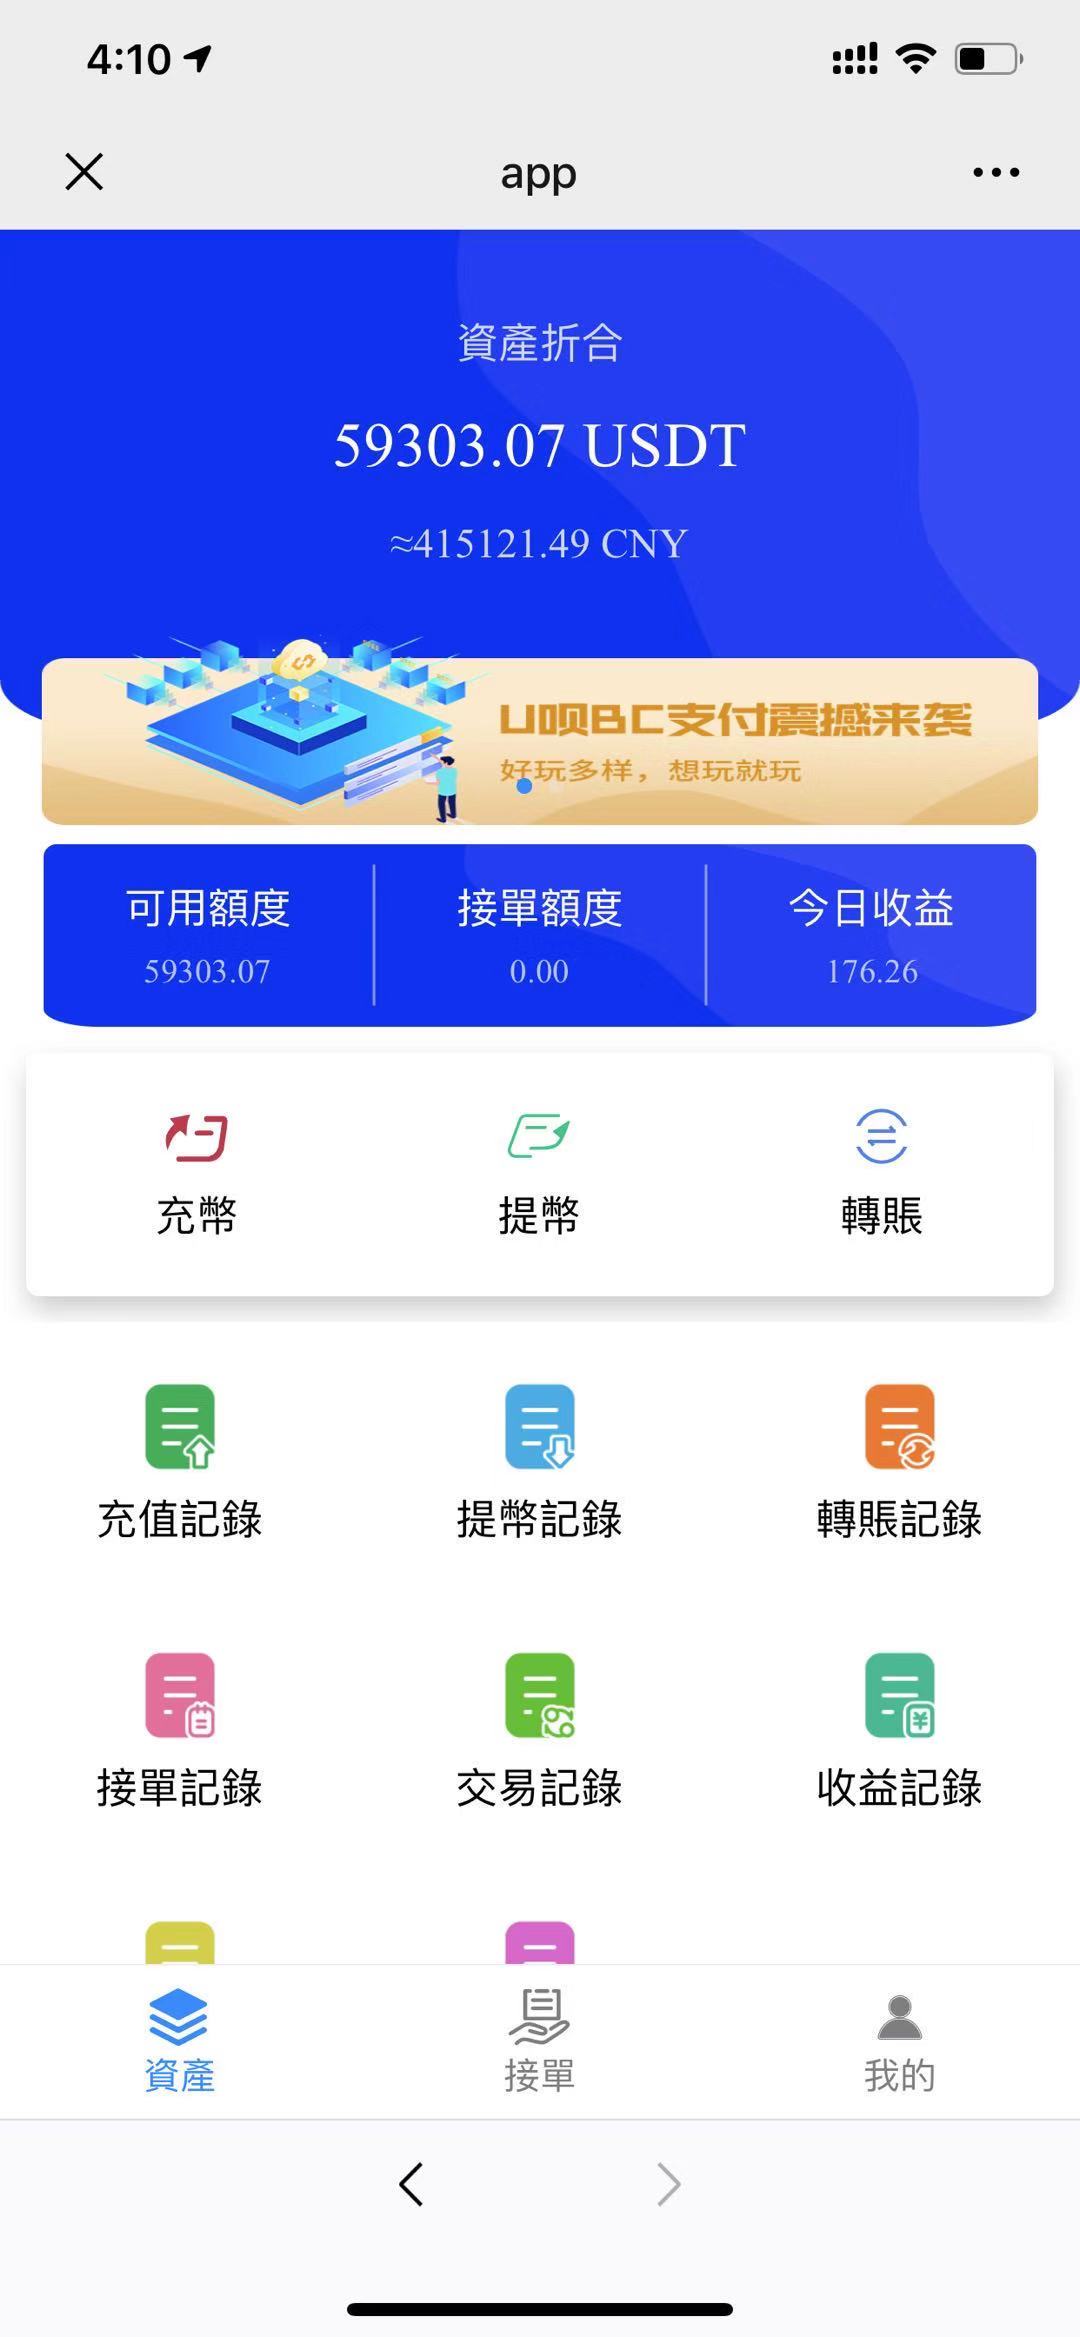 4:10
app
資產折合
59303.07 USDT
≈415121.49 CNY
U呗BC支付震撼来袭
好玩多样，想玩就玩
可用額度 接單額度 今日收益
59303.07 0.00 176.26
充幣 提幣 轉賬
充值記錄 提幣記錄 轉賬記錄
接單記錄 交易記錄 收益記錄
資產 接單 我的